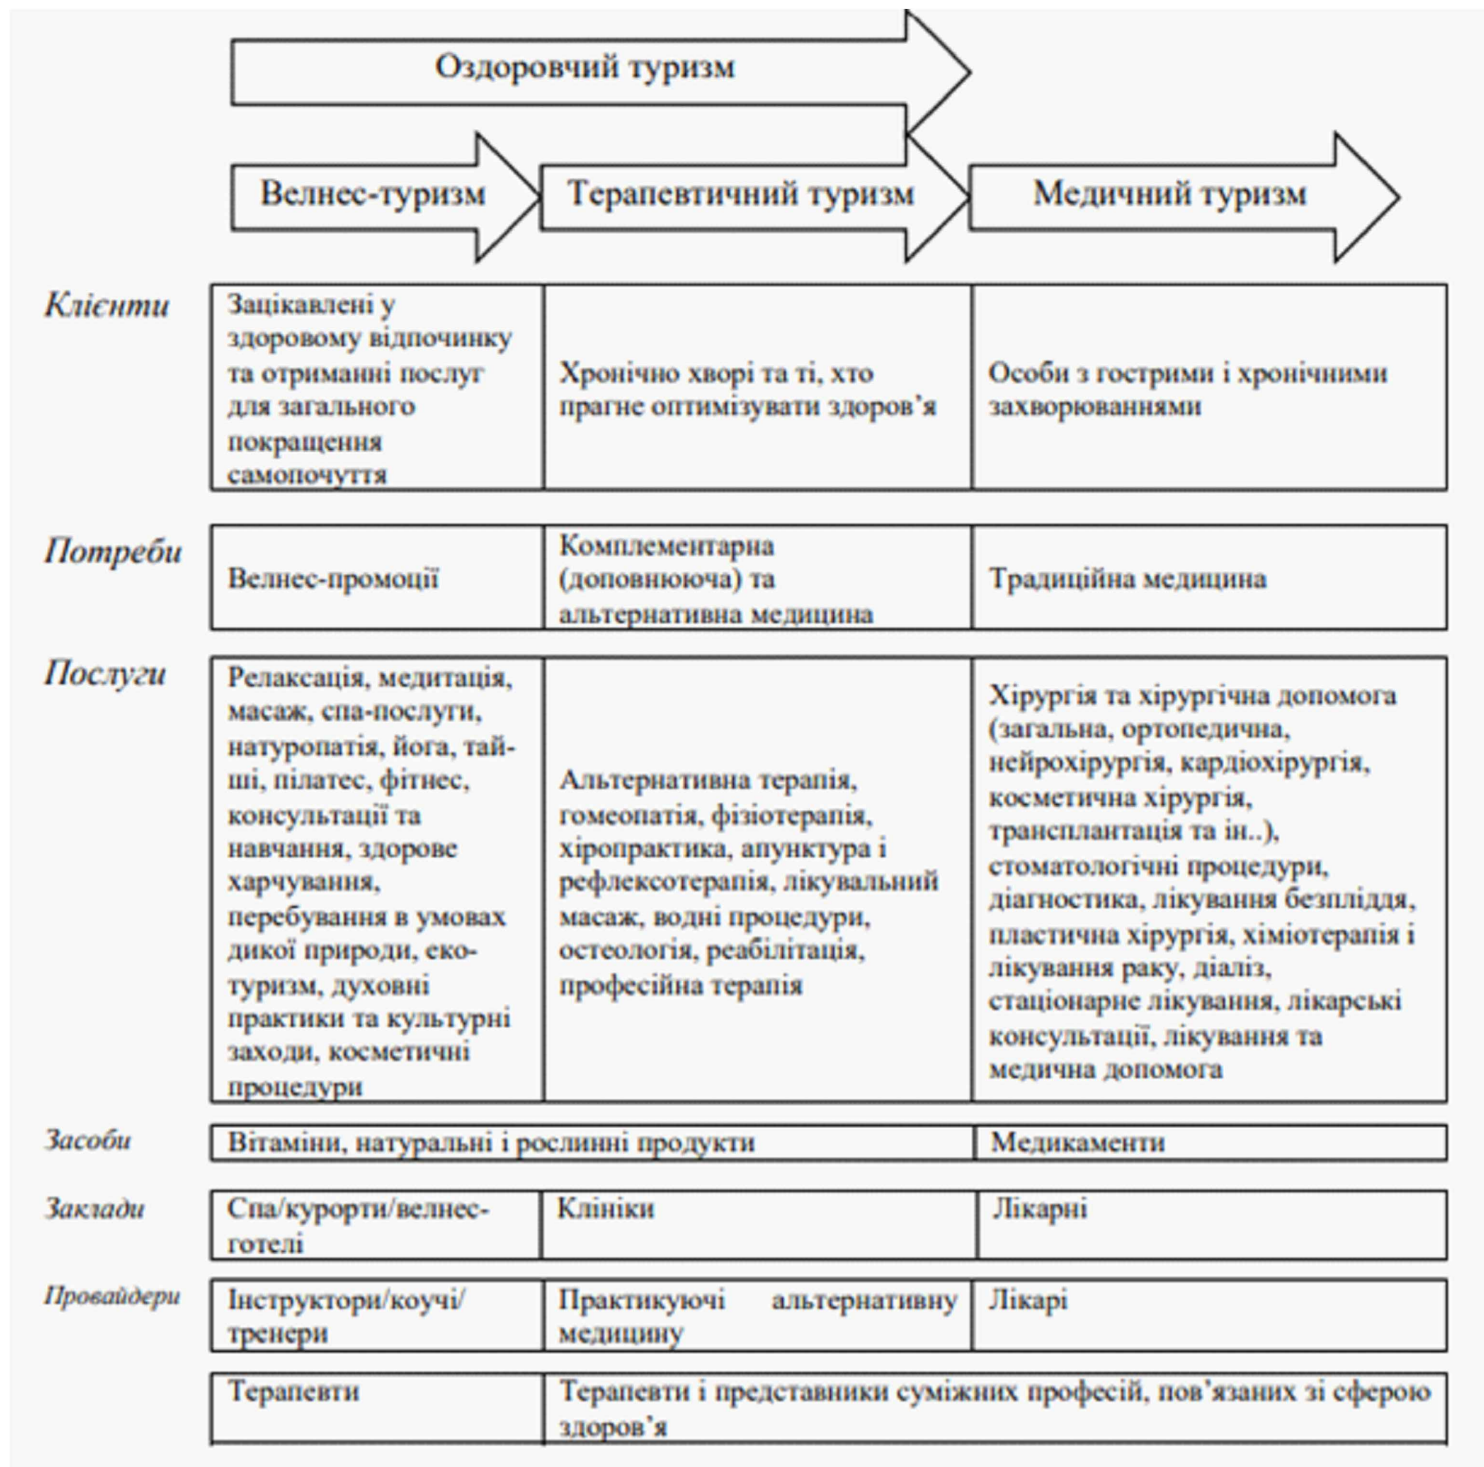 Оздоровчий туризм
Велнес-туризм
Терапевтичний туризм
Медичний туризм
Клієнти
Зацікавлені у
здоровому відпочинку
та отриманні послуг
для загального
покращення
самопочуття
Хронічно хворі та ті, хто
прагне оптимізувати здоров’я
Особи з гострими і хронічними
захворюваннями
Потреби
Велнес-промоції
Комплементарна
(доповнююча) та
альтернативна медицина
Традиційна медицина
Послуги
Релаксація, медитація,
масаж, спа-послуги,
натуропатія, йога, тай-
ші, пілатес, фітнес,
консультації та
навчання, здорове
харчування,
перебування в умовах
дикої природи, еко-
туризм, духовні
практики та культурні
заходи, косметичні
процедури
Альтернативна терапія,
гомеопатія, фізіотерапія,
хіропрактика, апунктура і
рефлексотерапія, лікувальний
масаж, водні процедури,
остеологія, реабілітація,
професійна терапія
Хірургія та хірургічна допомога
(загальна, ортопедична,
нейрохірургія, кардіохірургія,
косметична хірургія,
трансплантація та ін..),
стоматологічні процедури,
діагностика, лікування безпліддя,
пластична хірургія, хіміотерапія і
лікування раку, діаліз,
стаціонарне лікування, лікарські
консультації, лікування та
медична допомога
Засоби
Вітаміни, натуральні і рослинні продукти
Медикаменти
Заклади
Спа/курорти/велнес-
готелі
Клініки
Лікарні
Провайдери
Інструктори/коучі/
тренери
Практикуючі альтернативну
медицину
Лікарі
Терапевти
Терапевти і представники суміжних професій, пов’язаних зі сферою
здоров’я